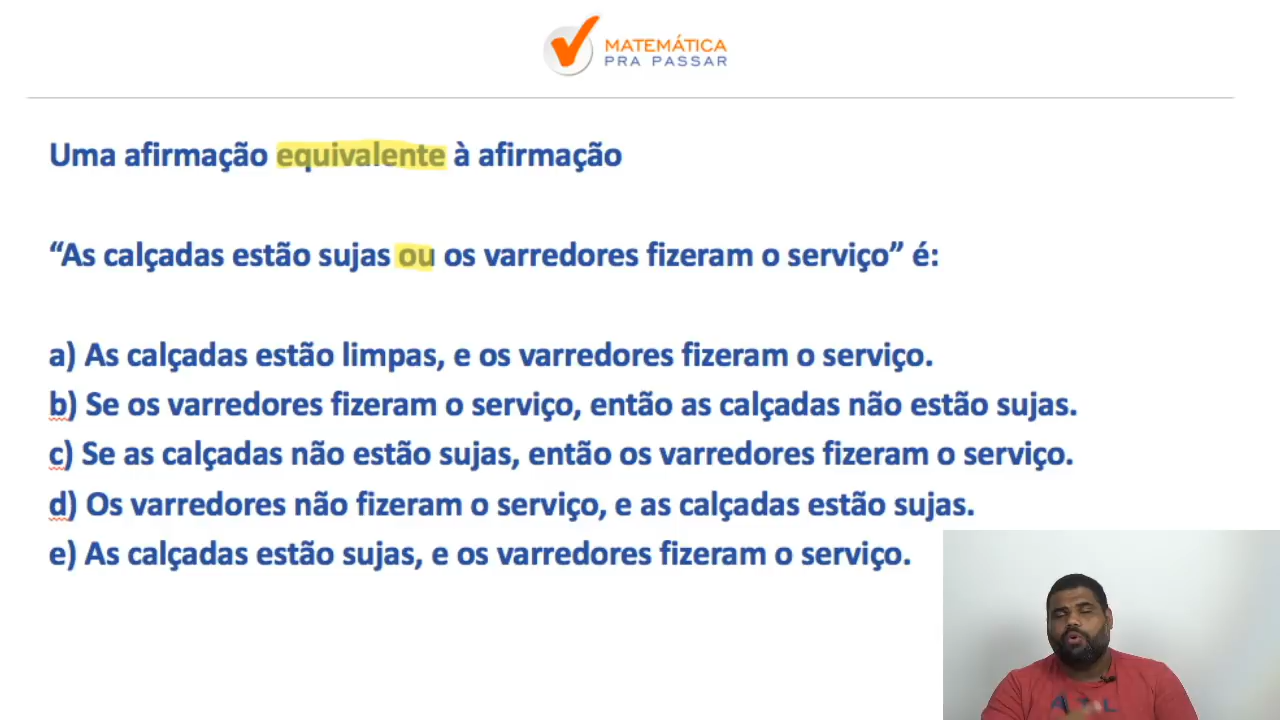 MATEMÁTICA
PRA PASSAR
Uma afirmação equivalente à afirmação
“As calçadas estão sujas ou os varredores fizeram o serviço” é:
a) As calçadas estão limpas, e os varredores fizeram o serviço.
b) Se os varredores fizeram o serviço, então as calçadas não estão sujas.
c) Se as calçadas não estão sujas, então os varredores fizeram o serviço.
d) Os varredores não fizeram o serviço, e as calçadas estão sujas.
e) As calçadas estão sujas, e os varredores fizeram o serviço.